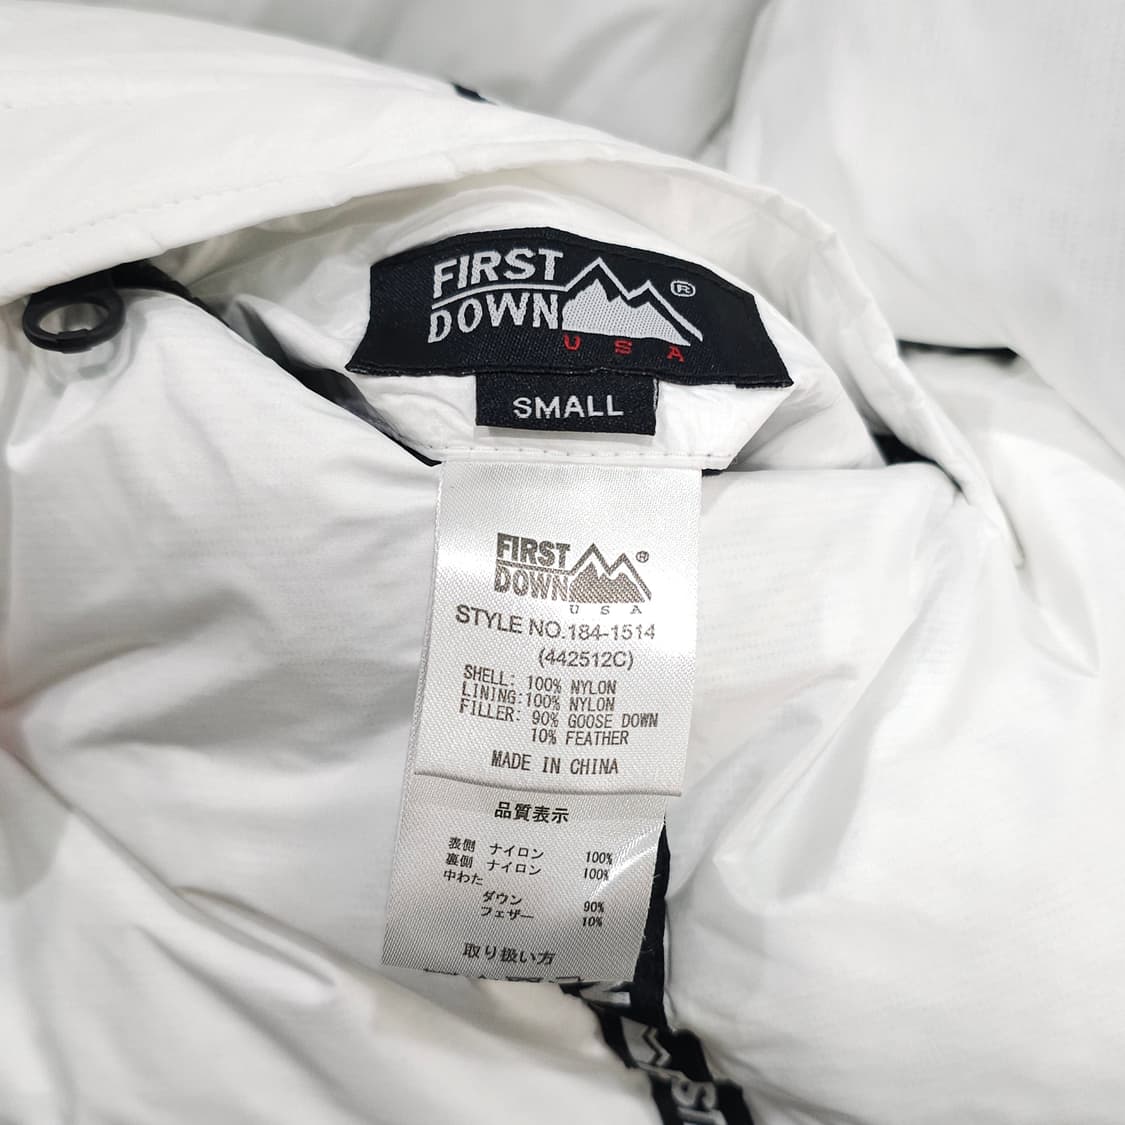 FIRST
DOWN
®
USA
SMALL
FIRST
DOWN
®
USA
STYLE NO.184-1514
(442512C)
SHELL: 100% NYLON
LINING:100% NYLON
FILLER: 90% GOOSE DOWN
10% FEATHER
MADE IN CHINA
品質表示
表側 ナイロン 100%
裏側 ナイロン 100%
中わた
ダウン 90%
フェザー 10%
取り扱い方